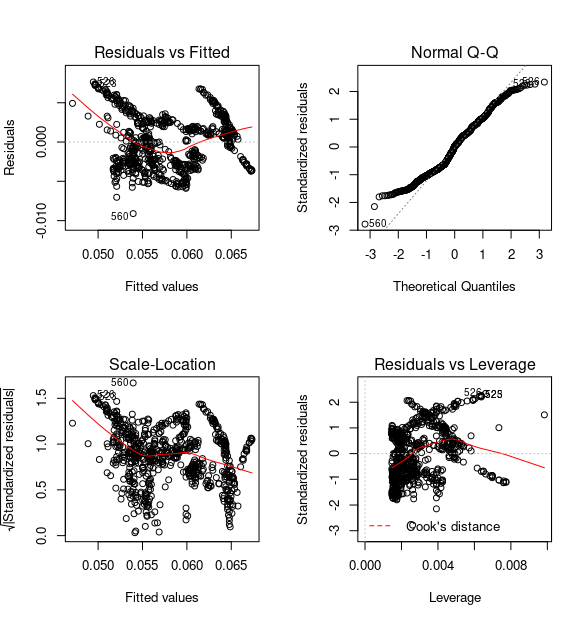 Residuals vs Fitted
Residuals
0.000
-0.010
560
0.050 0.055 0.060 0.065
Fitted values
Normal Q-Q
Standardized residuals
2
1
0
-1
-2
-3
560
-3 -2 -1 0 1 2 3
Theoretical Quantiles
Scale-Location
√|Standardized residuals|
1.5
1.0
0.5
0.0
560
0.050 0.055 0.060 0.065
Fitted values
Residuals vs Leverage
Standardized residuals
2
1
0
-1
-2
-3
Cook's distance
0.000 0.004 0.008
Leverage